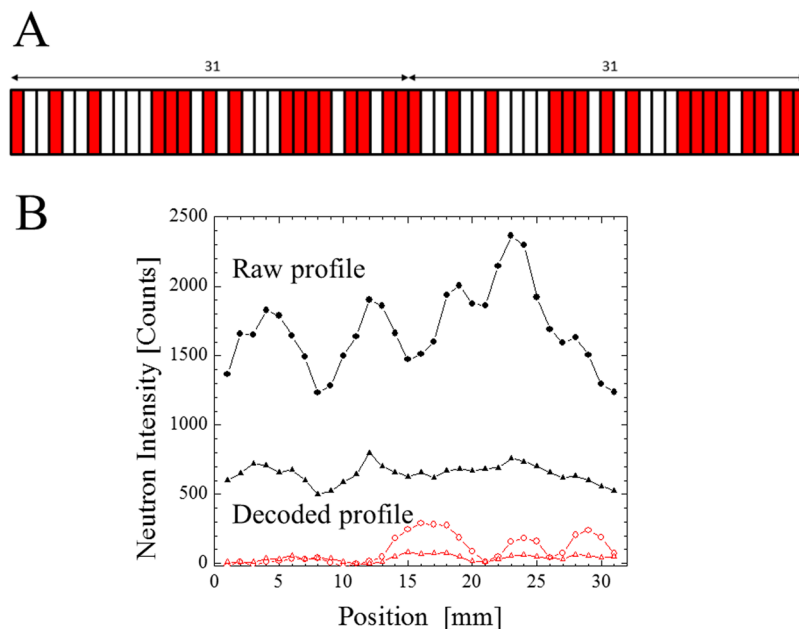 A
31 31
B
Neutron Intensity [Counts]
2500
2000
1500
1000
500
0
Raw profile
Decoded profile
0 5 10 15 20 25 30
Position [mm]